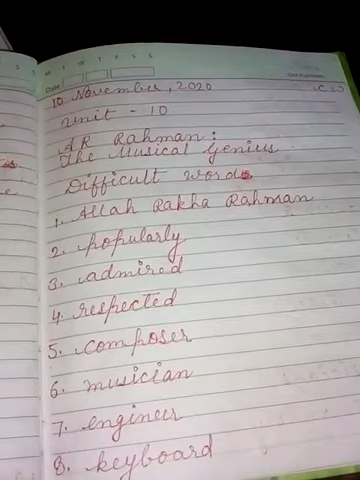 M T W T F S S
Date
10 November, 2020
C.W
Unit - 10
A R Rahman:
The Musical Genius
Difficult words
1. Allah Rakha Rahman
2. popularly
3. admired
4. respected
5. composer
6. musician
7. engineer
8. keyboard